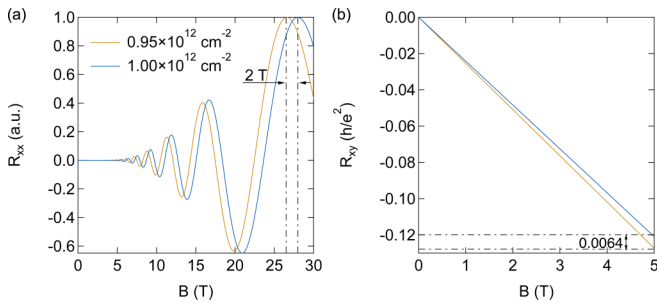 (a)
1.0
0.8
0.6
0.4
0.2
0.0
-0.2
-0.4
-0.6
Rxx (a.u.)
0.95×10¹² cm⁻²
1.00×10¹² cm⁻²
2 T
0 5 10 15 20 25 30
B (T)
(b)
0.00
-0.02
-0.04
-0.06
-0.08
-0.10
-0.12
Rxy (h/e²)
0.0064
0 1 2 3 4 5
B (T)